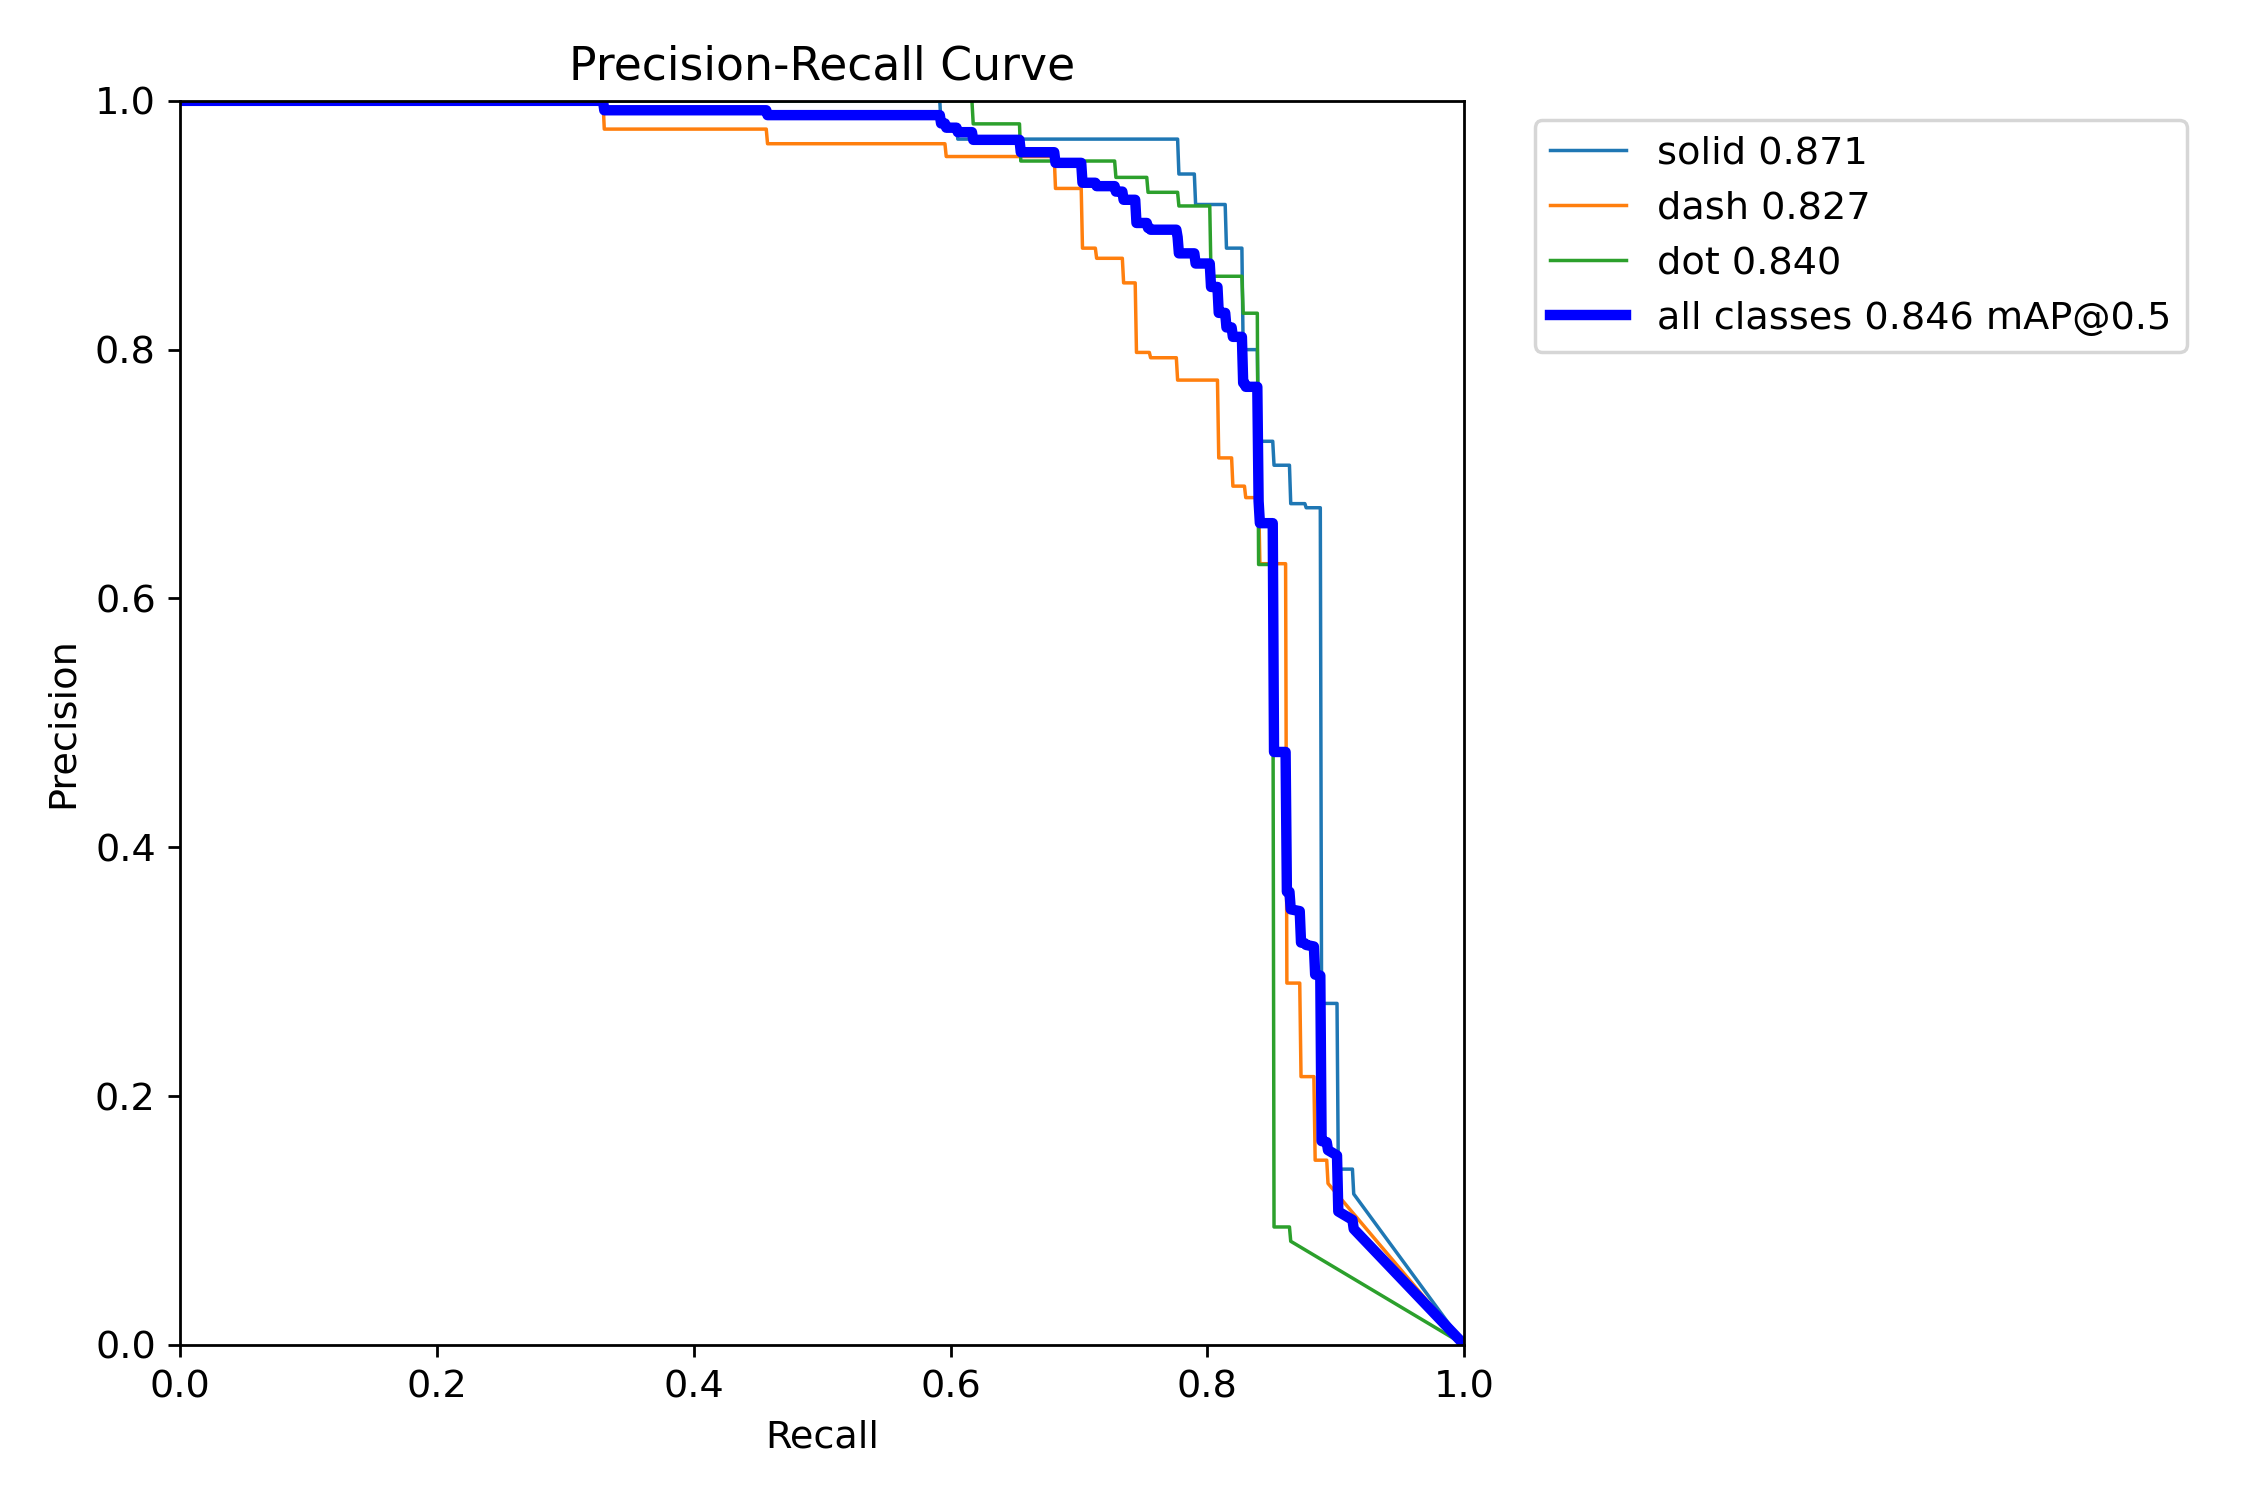 Precision-Recall Curve
solid 0.871
dash 0.827
dot 0.840
all classes 0.846 mAP@0.5
1.0
0.8
0.6
0.4
0.2
0.0
Precision
0.0 0.2 0.4 0.6 0.8 1.0
Recall